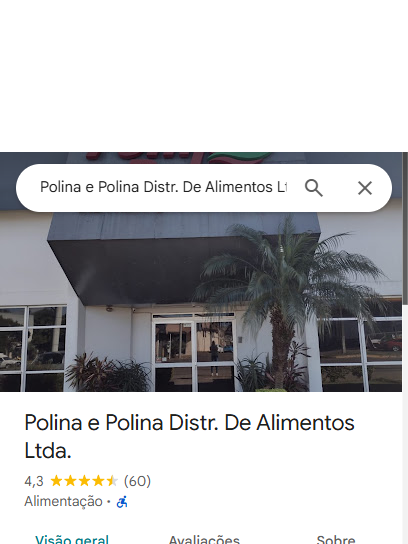 Polina e Polina Distr. De Alimentos Lt
Polina e Polina Distr. De Alimentos
Ltda.
4,3 (60)
Alimentação ·
Visão geral Avaliações Sobre